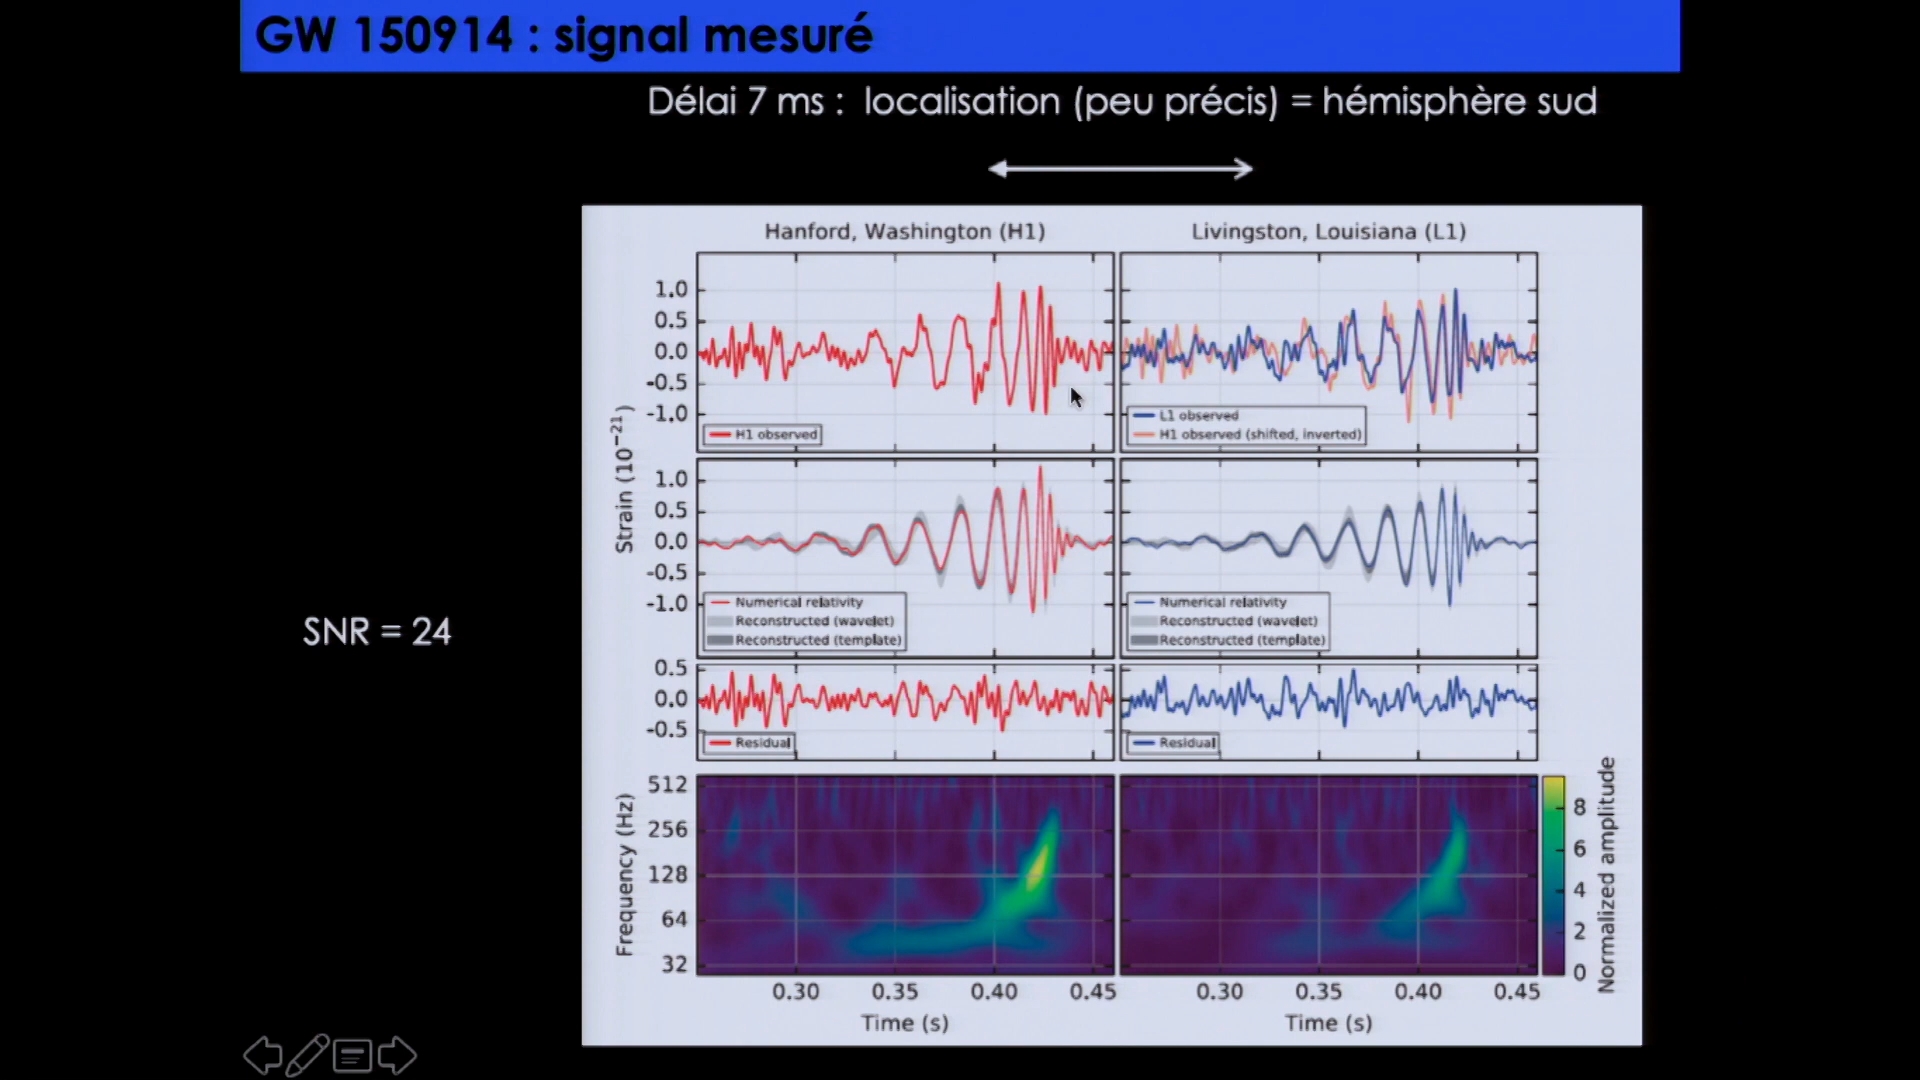 GW 150914 : signal mesuré
Délai 7 ms : localisation (peu précis) = hémisphère sud
SNR = 24
Hanford, Washington (H1)
Livingston, Louisiana (L1)
Strain (10⁻²¹)
1.0
0.5
0.0
-0.5
-1.0
H1 observed
L1 observed
H1 observed (shifted, inverted)
1.0
0.5
0.0
-0.5
-1.0
Numerical relativity
Reconstructed (wavelet)
Reconstructed (template)
Numerical relativity
Reconstructed (wavelet)
Reconstructed (template)
0.5
0.0
-0.5
Residual
Residual
Frequency (Hz)
512
256
128
64
32
Normalized amplitude
8
6
4
2
0
0.30 0.35 0.40 0.45
0.30 0.35 0.40 0.45
Time (s)
Time (s)